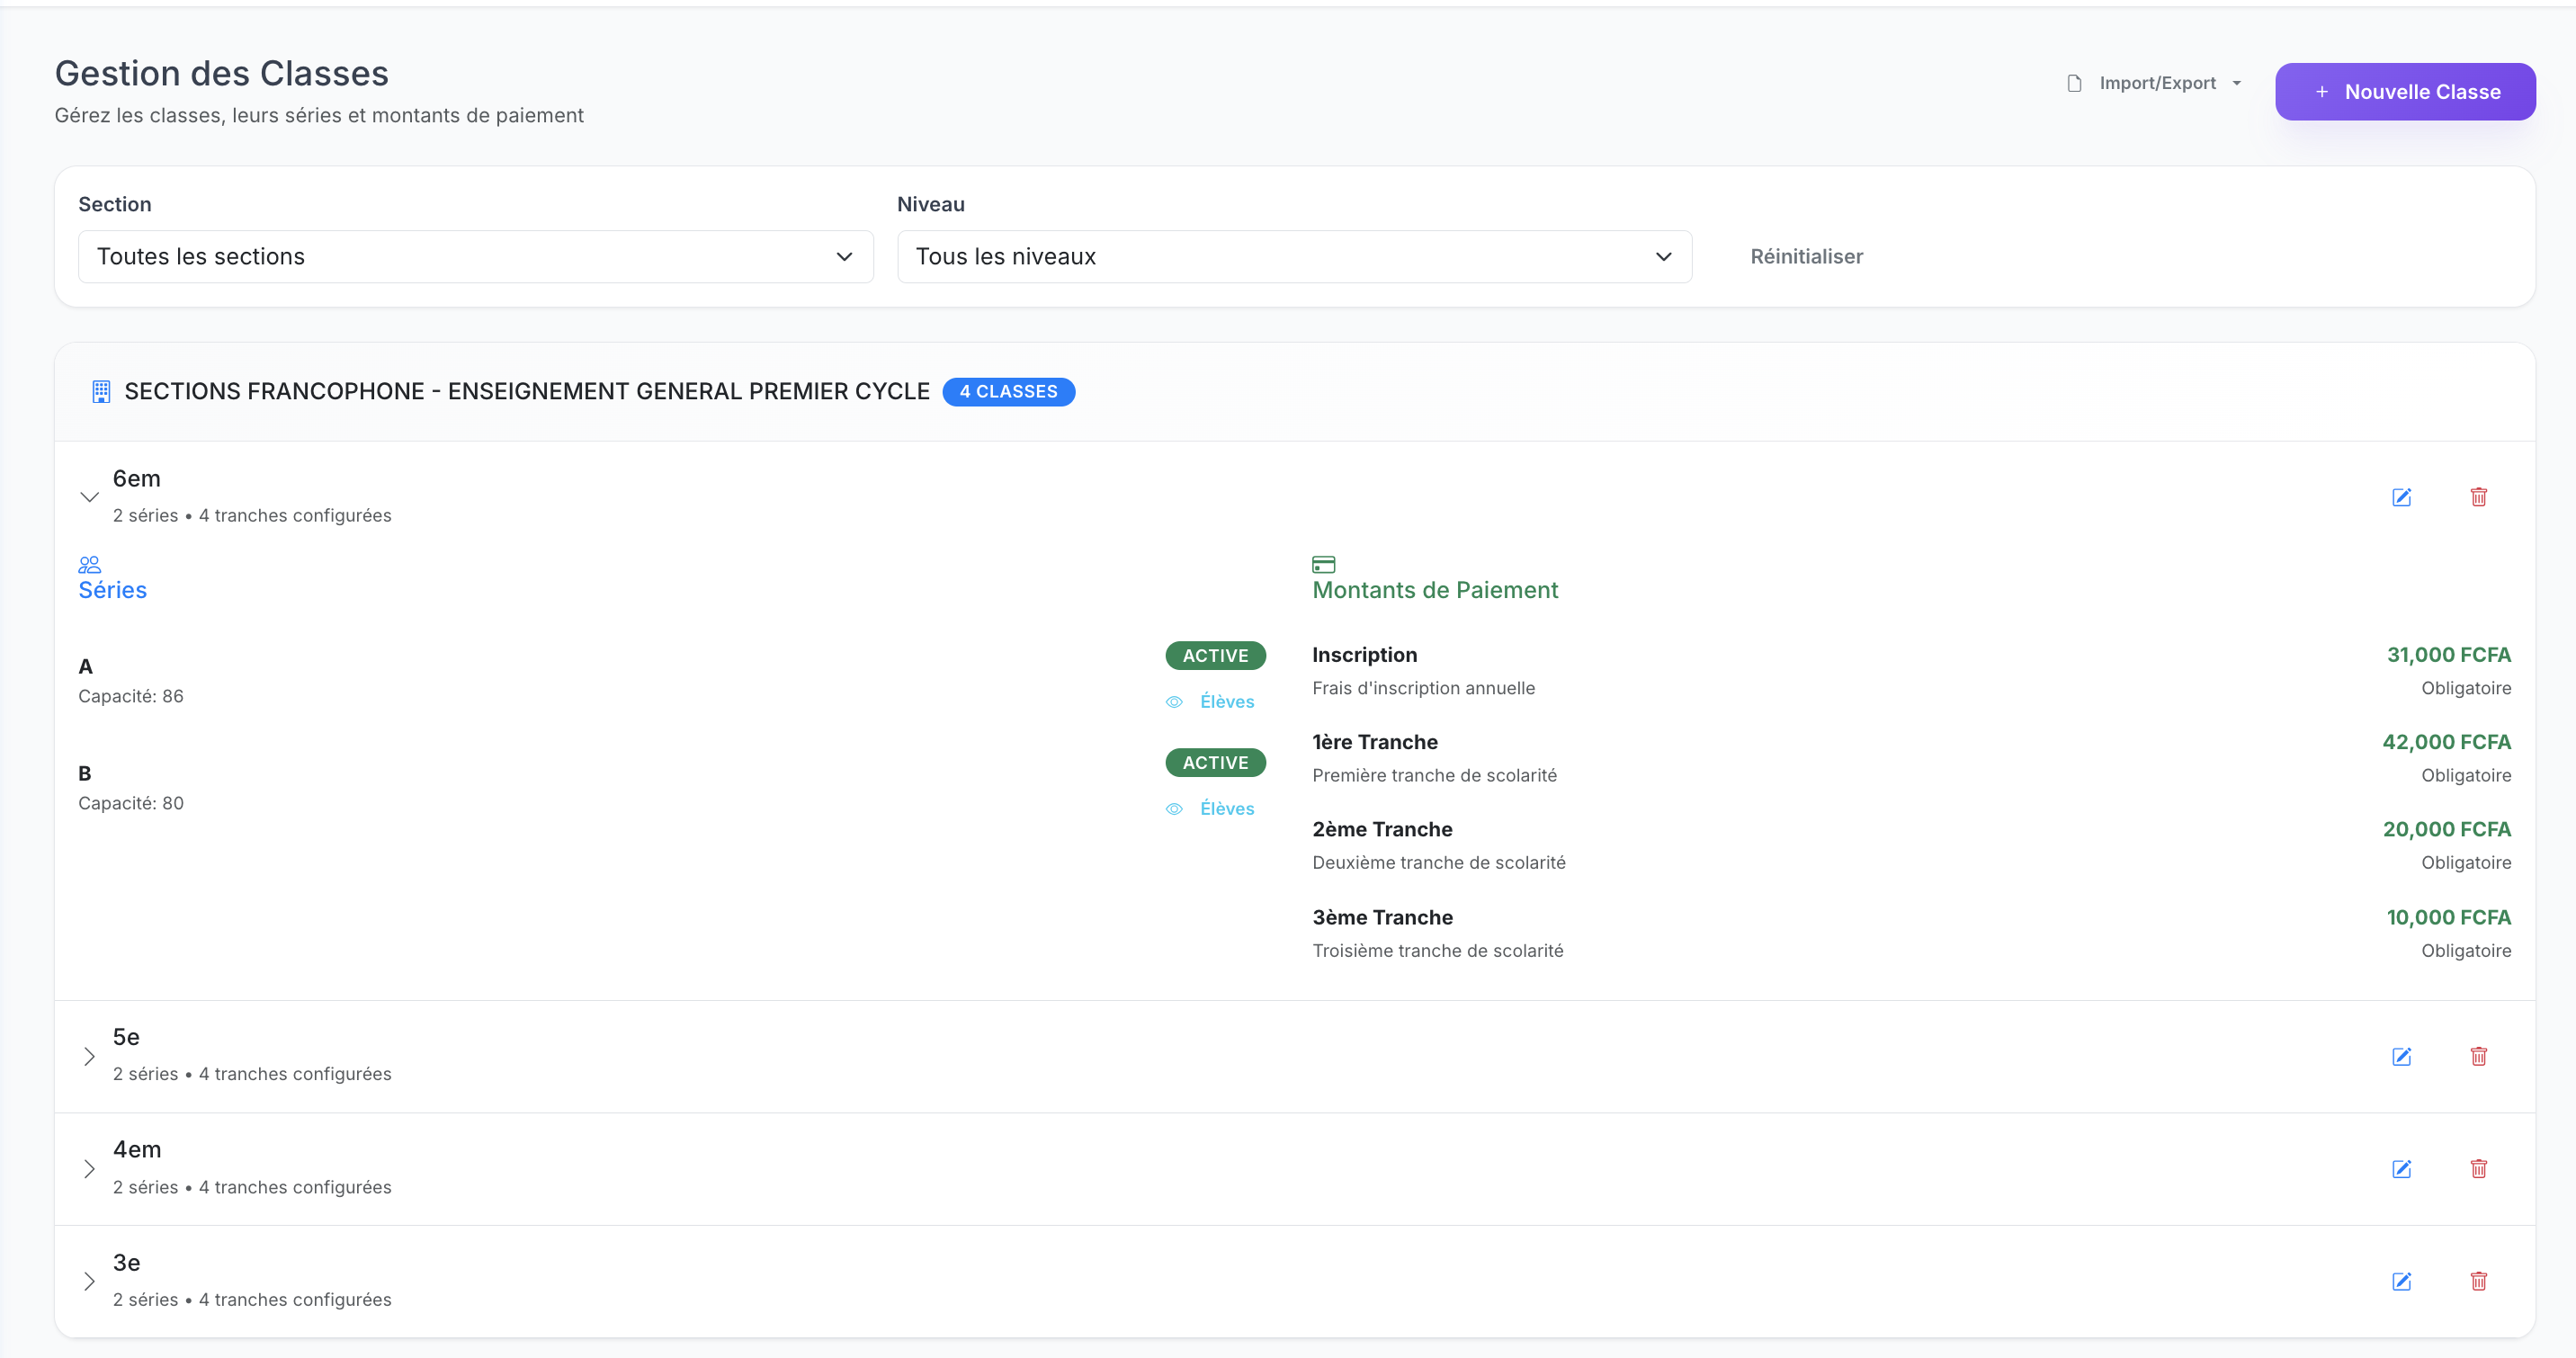 Gestion des Classes
Gérez les classes, leurs séries et montants de paiement
Import/Export
+ Nouvelle Classe
Section
Niveau
Toutes les sections
Tous les niveaux
Réinitialiser
SECTIONS FRANCOPHONE - ENSEIGNEMENT GENERAL PREMIER CYCLE
4 CLASSES
6em
2 séries • 4 tranches configurées
Séries
A
Capacité: 86
ACTIVE
Élèves
B
Capacité: 80
ACTIVE
Élèves
Montants de Paiement
Inscription
31,000 FCFA
Frais d'inscription annuelle
Obligatoire
1ère Tranche
42,000 FCFA
Première tranche de scolarité
Obligatoire
2ème Tranche
20,000 FCFA
Deuxième tranche de scolarité
Obligatoire
3ème Tranche
10,000 FCFA
Troisième tranche de scolarité
Obligatoire
5e
2 séries • 4 tranches configurées
4em
2 séries • 4 tranches configurées
3e
2 séries • 4 tranches configurées